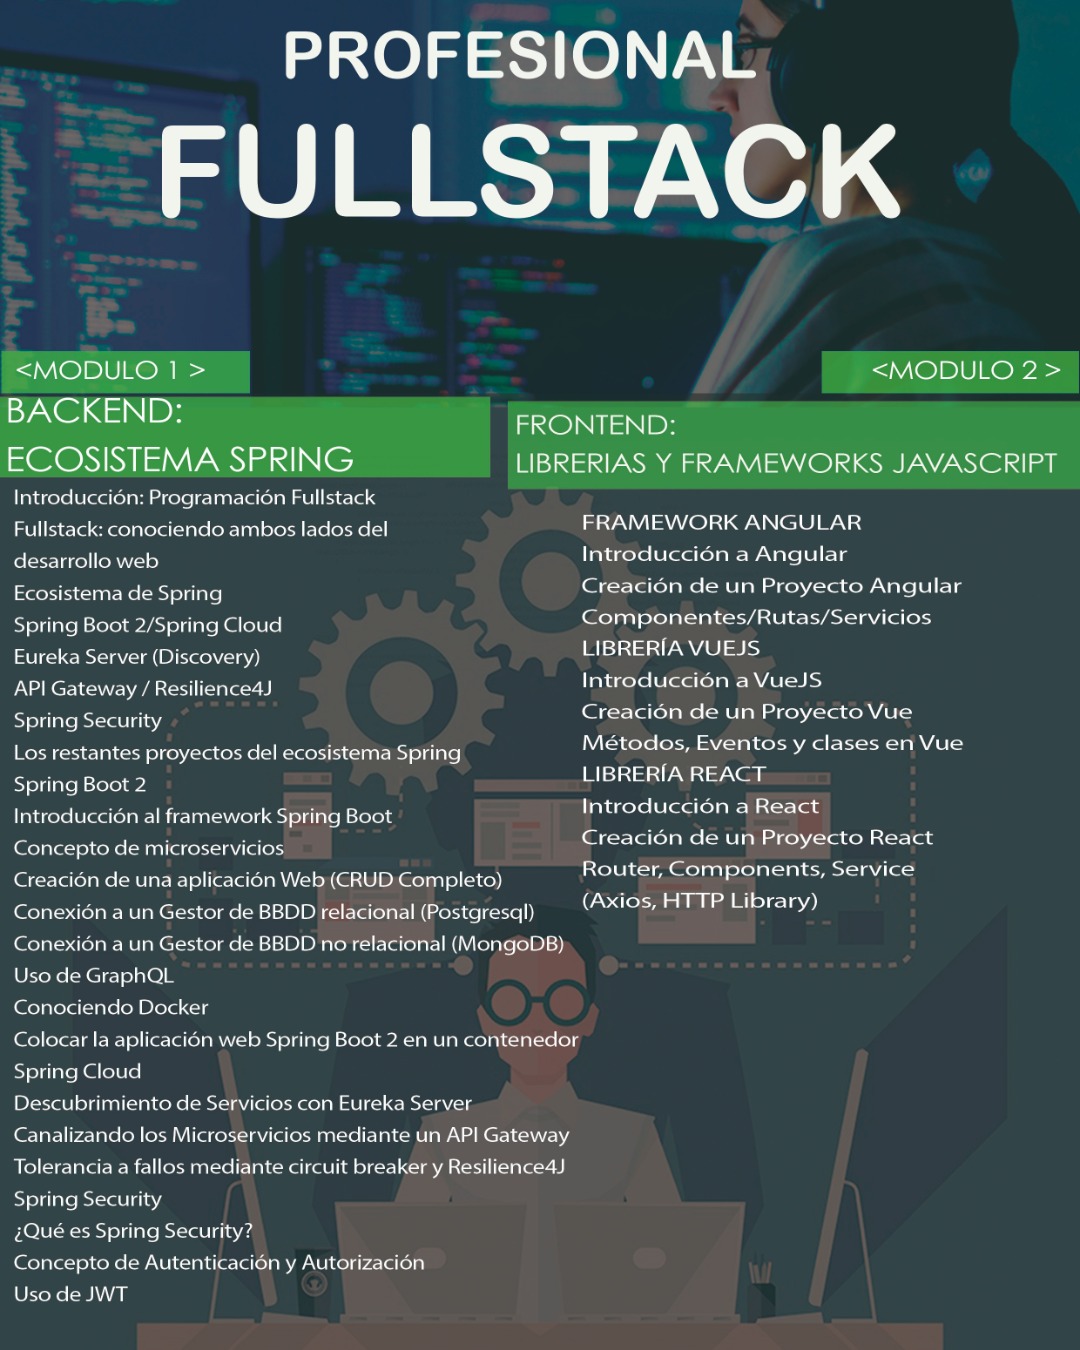 PROFESIONAL
FULLSTACK
<MODULO 1 >
BACKEND:
ECOSISTEMA SPRING
Introducción: Programación Fullstack
Fullstack: conociendo ambos lados del
desarrollo web
Ecosistema de Spring
Spring Boot 2/Spring Cloud
Eureka Server (Discovery)
API Gateway / Resilience4J
Spring Security
Los restantes proyectos del ecosistema Spring
Spring Boot 2
Introducción al framework Spring Boot
Concepto de microservicios
Creación de una aplicación Web (CRUD Completo)
Conexión a un Gestor de BBDD relacional (Postgresql)
Conexión a un Gestor de BBDD no relacional (MongoDB)
Uso de GraphQL
Conociendo Docker
Colocar la aplicación web Spring Boot 2 en un contenedor
Spring Cloud
Descubrimiento de Servicios con Eureka Server
Canalizando los Microservicios mediante un API Gateway
Tolerancia a fallos mediante circuit breaker y Resilience4J
Spring Security
¿Qué es Spring Security?
Concepto de Autenticación y Autorización
Uso de JWT
<MODULO 2 >
FRONTEND:
LIBRERIAS Y FRAMEWORKS JAVASCRIPT
FRAMEWORK ANGULAR
Introducción a Angular
Creación de un Proyecto Angular
Componentes/Rutas/Servicios
LIBRERÍA VUEJS
Introducción a VueJS
Creación de un Proyecto Vue
Métodos, Eventos y clases en Vue
LIBRERÍA REACT
Introducción a React
Creación de un Proyecto React
Router, Components, Service
(Axios, HTTP Library)